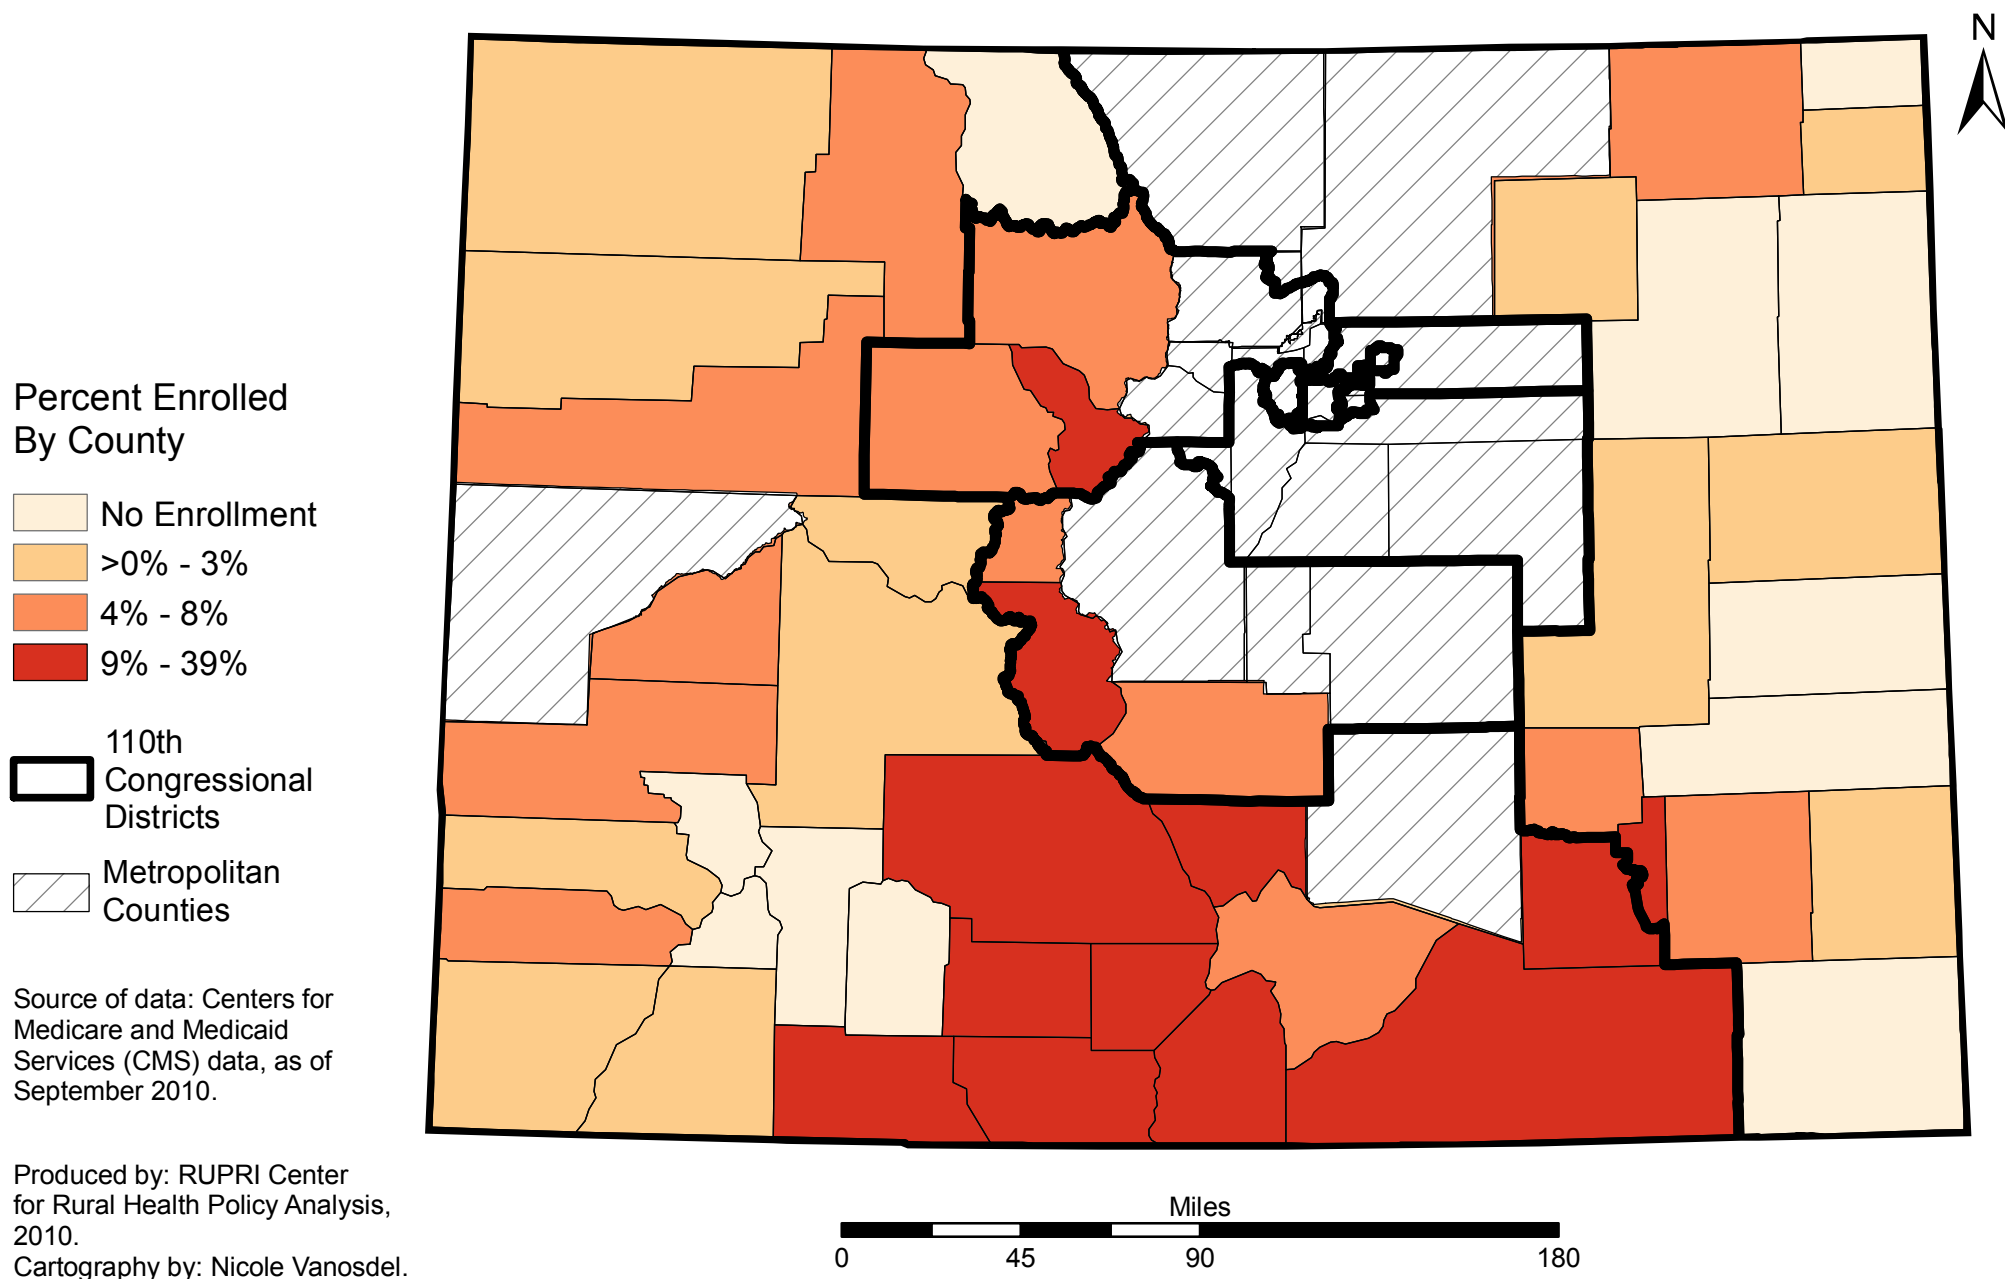 N
Percent Enrolled
By County
No Enrollment
>0% - 3%
4% - 8%
9% - 39%
110th
Congressional
Districts
Metropolitan
Counties
Source of data: Centers for
Medicare and Medicaid
Services (CMS) data, as of
September 2010.
Produced by: RUPRI Center
for Rural Health Policy Analysis,
2010.
Cartography by: Nicole Vanosdel.
Miles
0 45 90 180